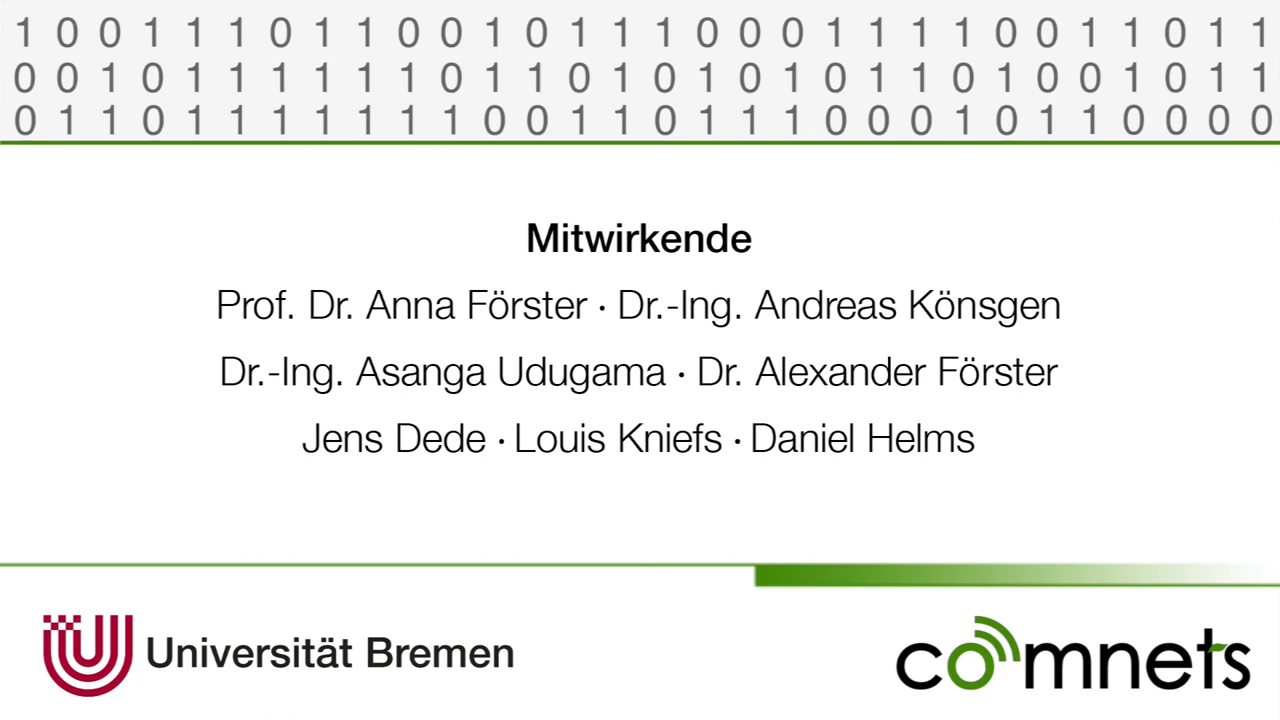 1 0 0 1 1 1 0 1 1 0 0 1 0 1 1 1 0 0 0 1 1 1 1 0 0 1 1 0 1 1
0 0 1 0 1 1 1 1 1 1 0 1 1 0 1 0 1 0 1 0 1 1 0 1 0 0 1 0 1 1
0 1 1 0 1 1 1 1 1 1 1 0 0 1 1 0 1 1 1 0 0 0 1 0 1 1 0 0 0 0
Mitwirkende
Prof. Dr. Anna Förster · Dr.-Ing. Andreas Könsgen
Dr.-Ing. Asanga Udugama · Dr. Alexander Förster
Jens Dede · Louis Kniefs · Daniel Helms
Universität Bremen
comnets